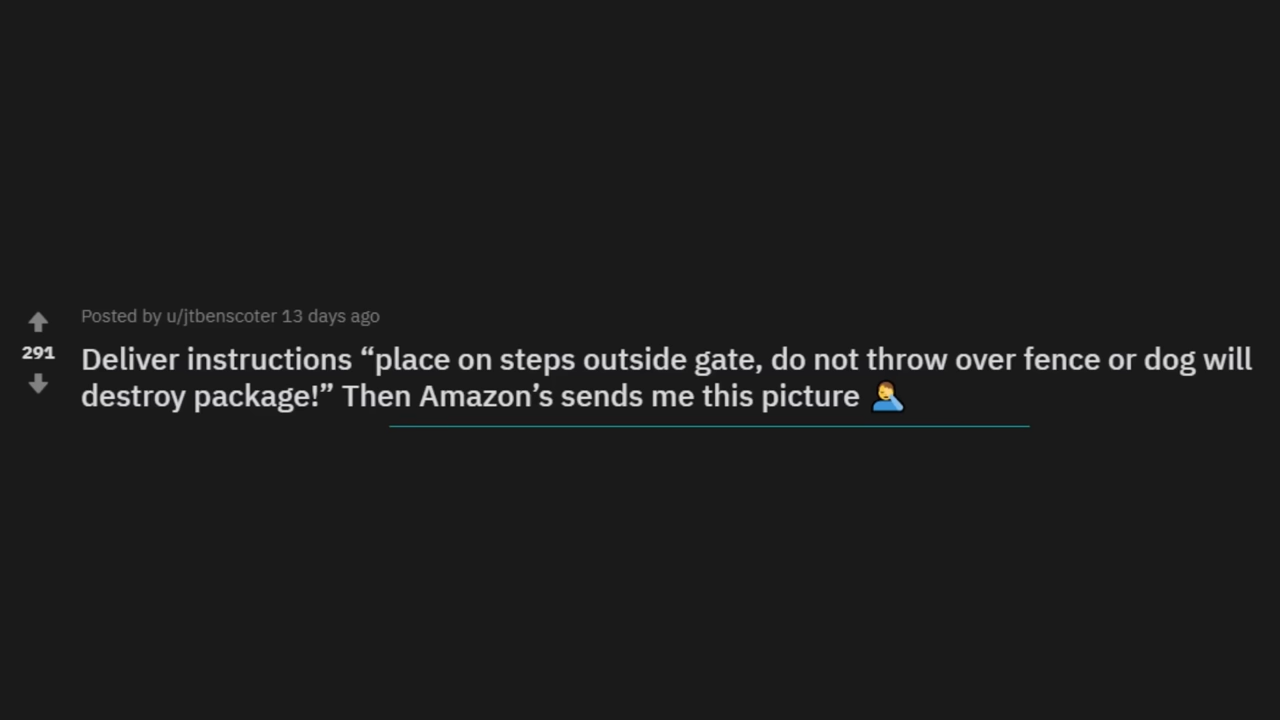 Posted by u/jtbenscoter 13 days ago
291
Deliver instructions “place on steps outside gate, do not throw over fence or dog will
destroy package!” Then Amazon’s sends me this picture 🤦‍♂️